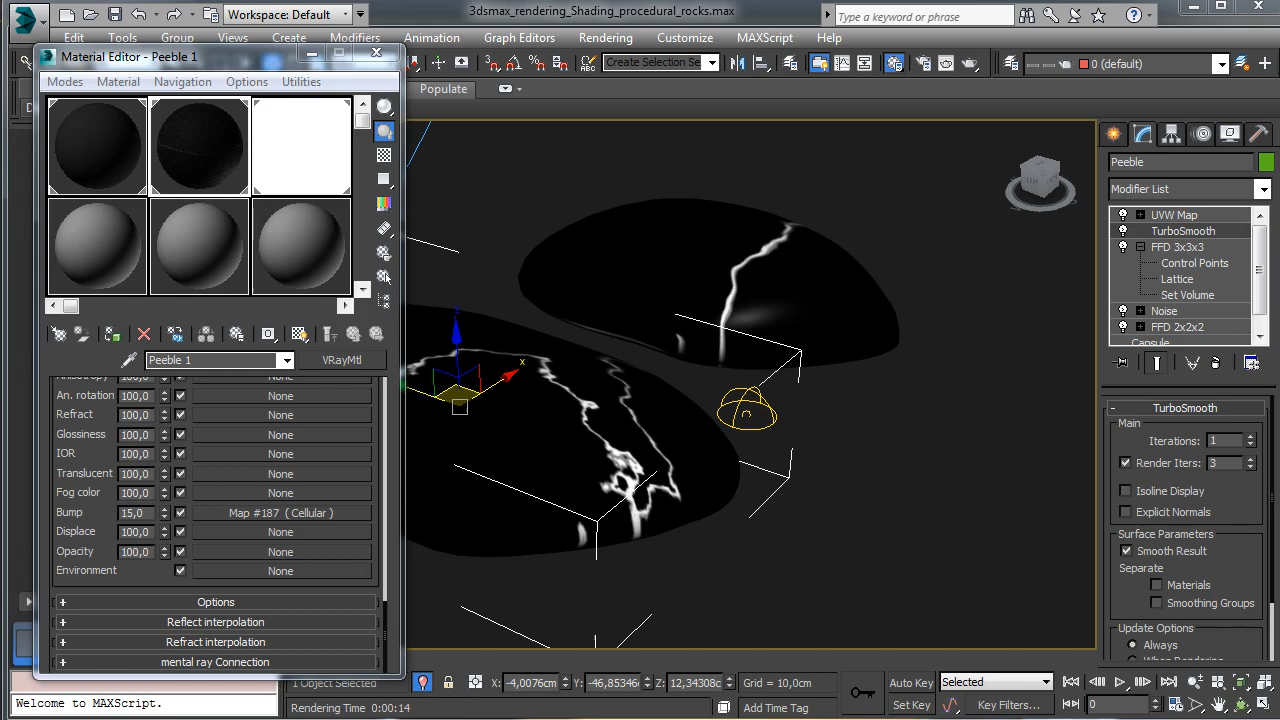 Workspace: Default
3dsmax_rendering_Shading_procedural_rocks.max
Type a keyword or phrase
Edit Tools Group Views Create Modifiers Animation Graph Editors Rendering Customize MAXScript Help
Material Editor - Peeble 1
Create Selection Se
0 (default)
Modes Material Navigation Options Utilities
Populate
Peeble
Modifier List
UVW Map
TurboSmooth
FFD 3x3x3
Control Points
Lattice
Set Volume
Noise
FFD 2x2x2
Capsule
x
Peeble 1
VRayMtl
Anisotropy 100,0 None
An. rotation 100,0 None
Refract 100,0 None
Glossiness 100,0 None
IOR 100,0 None
Translucent 100,0 None
Fog color 100,0 None
Bump 15,0 Map #187 ( Cellular )
Displace 100,0 None
Opacity 100,0 None
Environment None
+ Options
+ Reflect interpolation
+ Refract interpolation
+ mental ray Connection
- TurboSmooth
Main
Iterations: 1
Render Iters: 3
Isoline Display
Explicit Normals
Surface Parameters
Smooth Result
Separate
Materials
Smoothing Groups
Update Options
Always
When Rendering
1 Object Selected
X: -4,0076cm Y: -46,85346 Z: 12,34308c
Grid = 10,0cm
Auto Key
Selected
Welcome to MAXScript.
Rendering Time 0:00:14
Add Time Tag
Set Key
Key Filters...
0